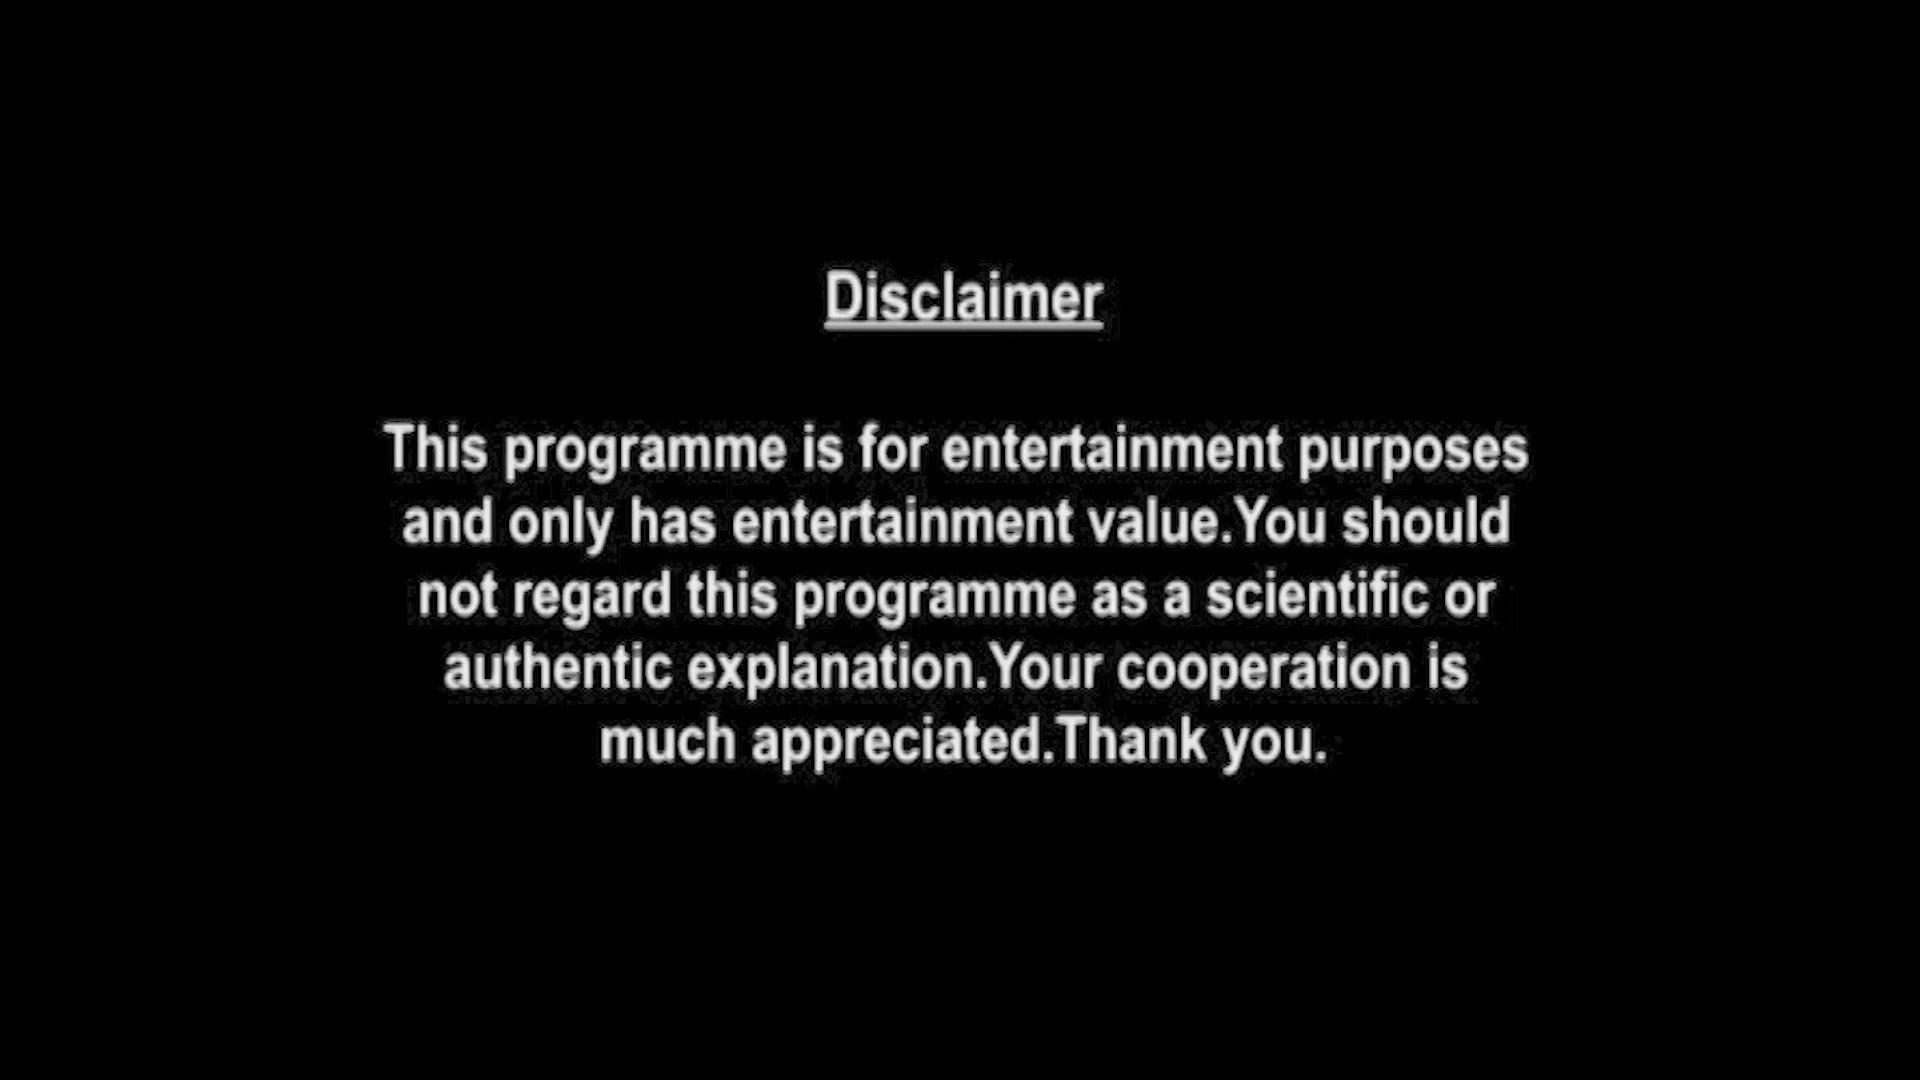 Disclaimer
This programme is for entertainment purposes
and only has entertainment value.You should
not regard this programme as a scientific or
authentic explanation.Your cooperation is
much appreciated.Thank you.